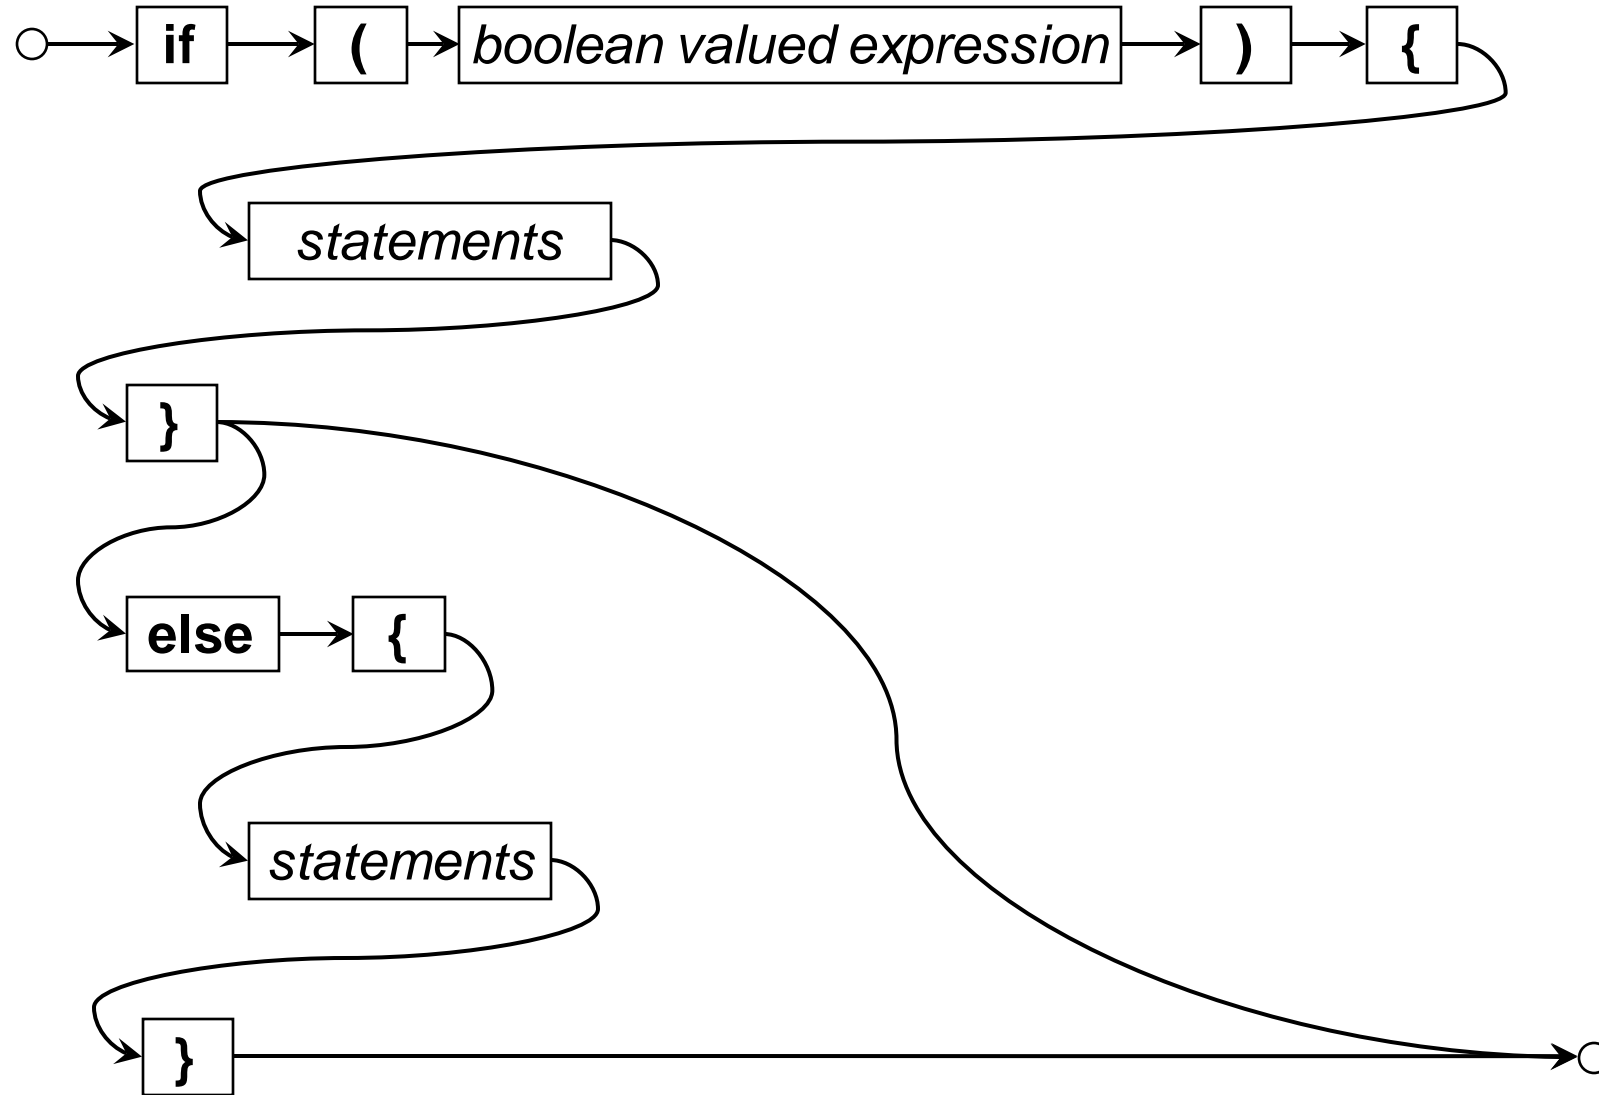 if ( boolean valued expression ) {
statements
}
else {
statements
}